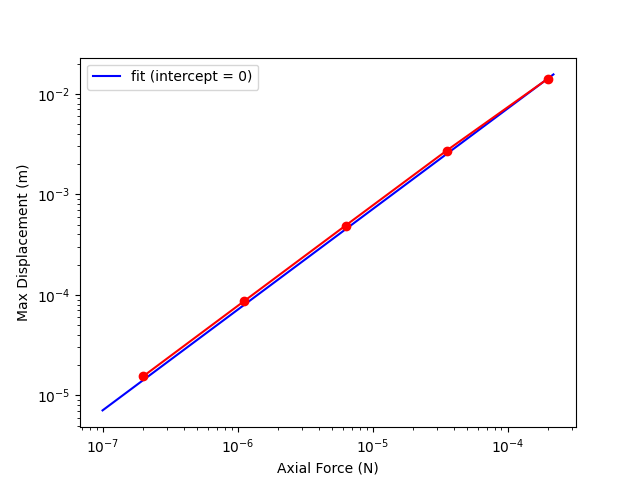 fit (intercept = 0)
10⁻²
10⁻³
10⁻⁴
10⁻⁵
Max Displacement (m)
10⁻⁷ 10⁻⁶ 10⁻⁵ 10⁻⁴
Axial Force (N)